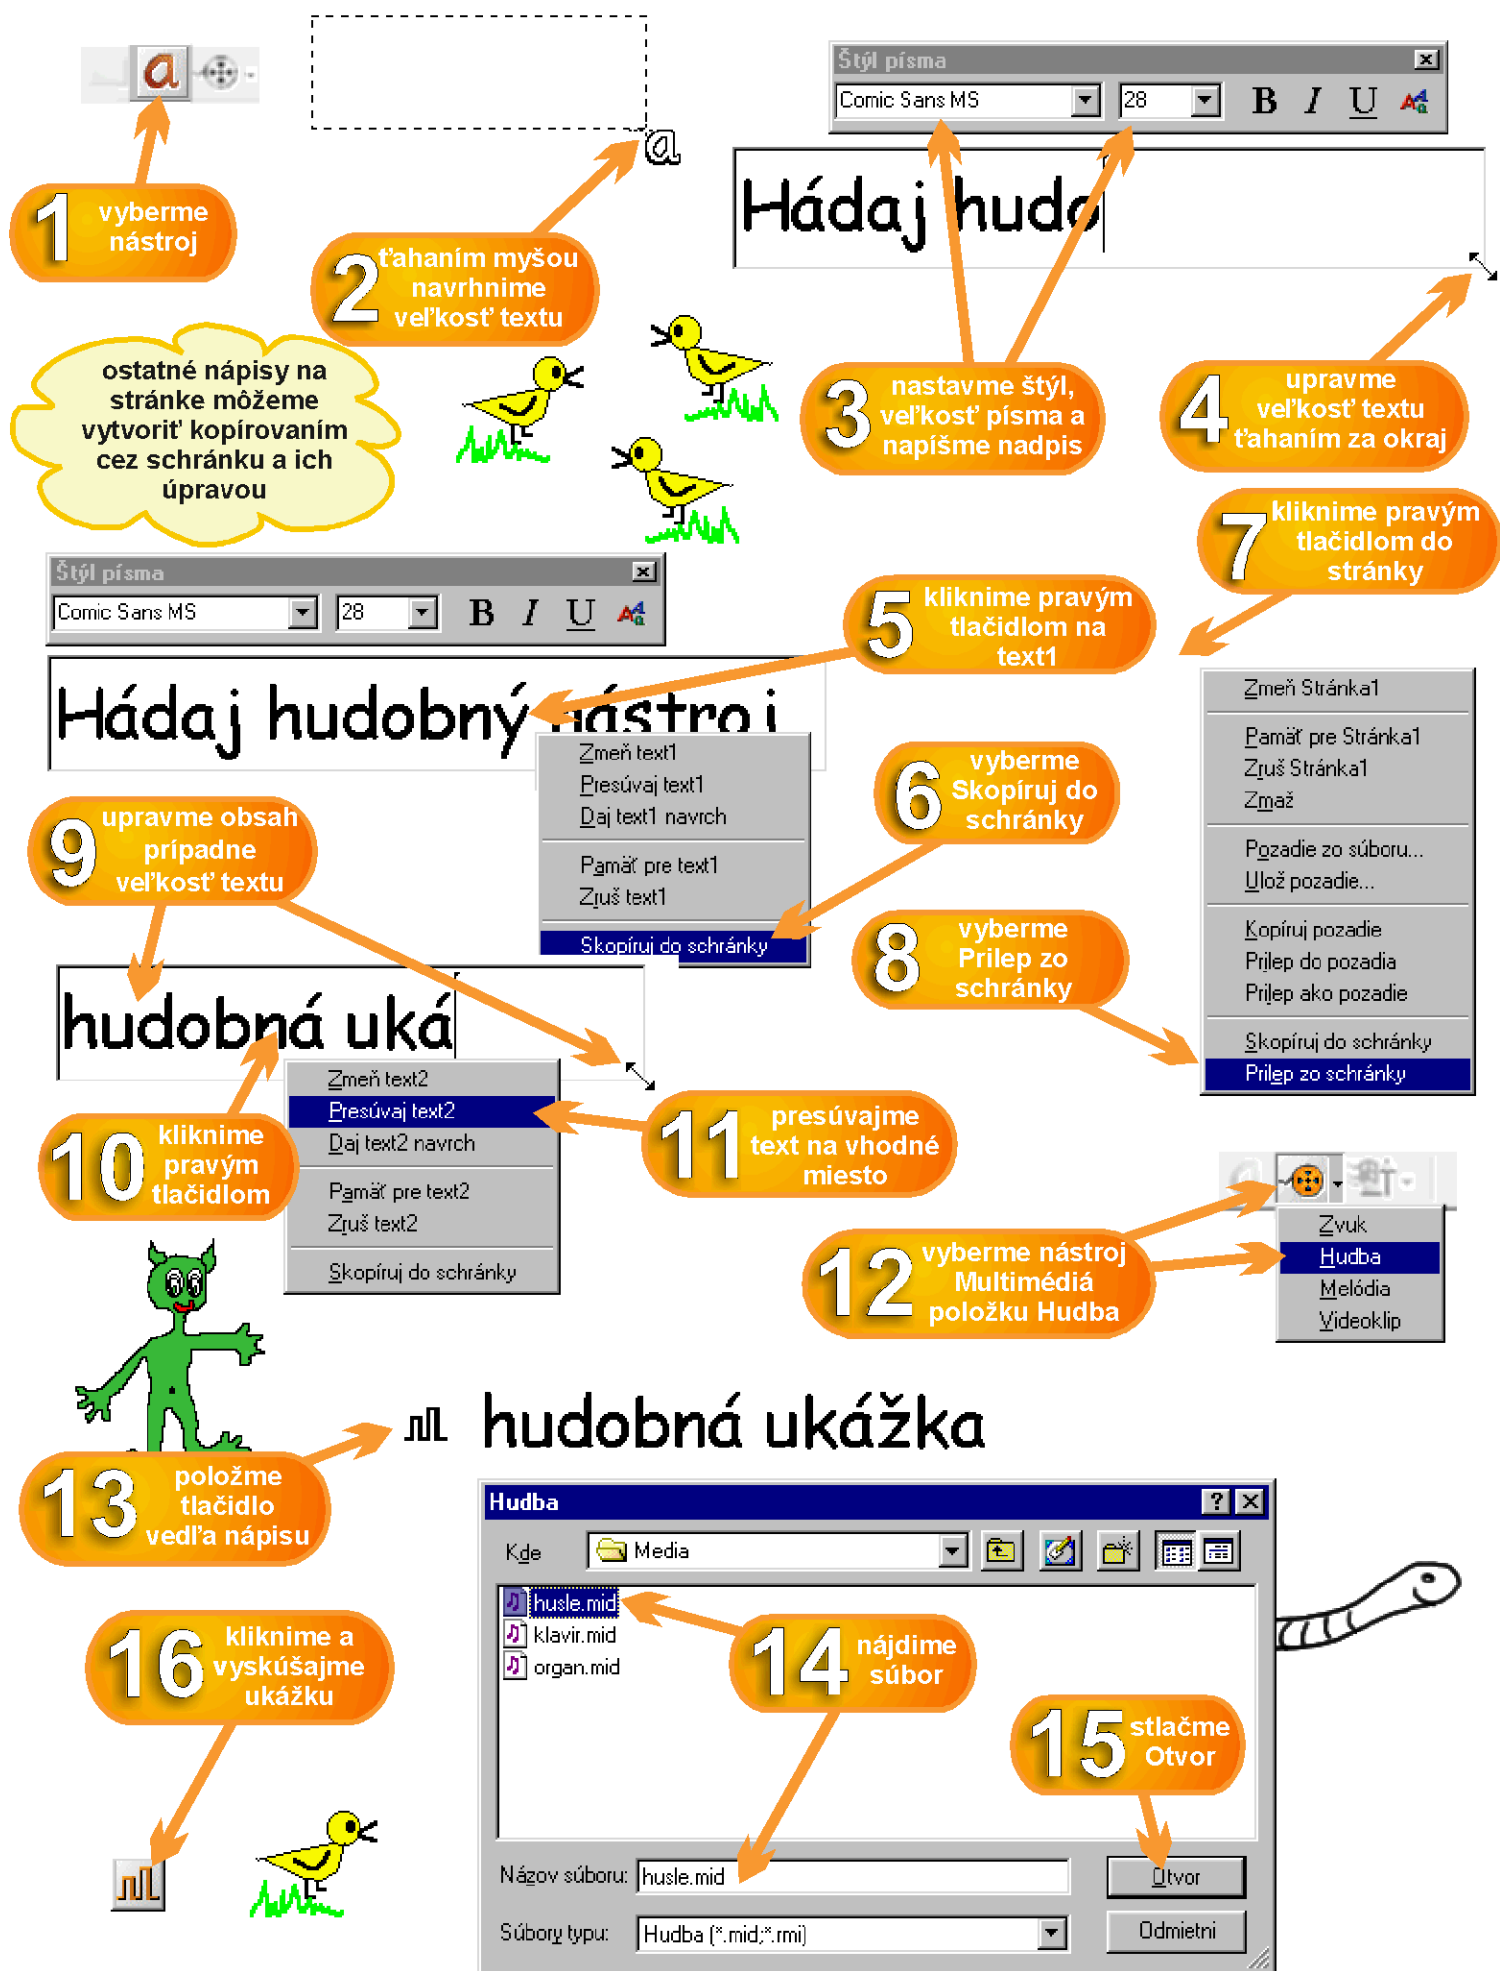 a
1
vyberme
nástroj
a
2
ťahaním myšou
navrhnime
veľkosť textu
Štýl písma
Comic Sans MS
28
B I U
Hádaj hudo
3
nastavme štýl,
veľkosť písma a
napíšme nadpis
4
upravme
veľkosť textu
ťahaním za okraj
ostatné nápisy na
stránke môžeme
vytvoriť kopírovaním
cez schránku a ich
úpravou
Štýl písma
Comic Sans MS
28
B I U
Hádaj hudobný nástroj
5
kliknime pravým
tlačidlom na
text1
7
kliknime pravým
tlačidlom do
stránky
Zmeň text1
Presúvaj text1
Daj text1 navrch
Pamäť pre text1
Zruš text1
Skopíruj do schránky
6
vyberme
Skopíruj do
schránky
8
vyberme
Prilep zo
schránky
Zmeň Stránka1
Pamäť pre Stránka1
Zruš Stránka1
Zmaž
Pozadie zo súboru...
Ulož pozadie...
Kopíruj pozadie
Prilep do pozadia
Prilep ako pozadie
Skopíruj do schránky
Prilep zo schránky
9
upravme obsah
prípadne
veľkosť textu
hudobná uká
10
kliknime
pravým
tlačidlom
Zmeň text2
Presúvaj text2
Daj text2 navrch
Pamäť pre text2
Zruš text2
Skopíruj do schránky
11
presúvajme
text na vhodné
miesto
12
vyberme nástroj
Multimédiá
položku Hudba
Zvuk
Hudba
Melódia
Videoklip
hudobná ukážka
13
položme
tlačidlo
vedľa nápisu
Hudba
Kde
Media
husle.mid
klavir.mid
organ.mid
14
nájdime
súbor
15
stlačme
Otvor
Názov súboru:
husle.mid
Otvor
Súbory typu:
Hudba (*.mid;*.rmi)
Odmietni
16
kliknime a
vyskúšajme
ukážku